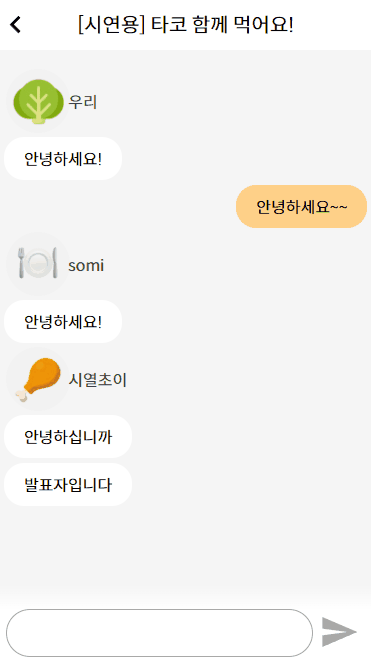 [시연용] 타코 함께 먹어요!
우리
안녕하세요!
안녕하세요~~
somi
안녕하세요!
시열초이
안녕하십니까
발표자입니다